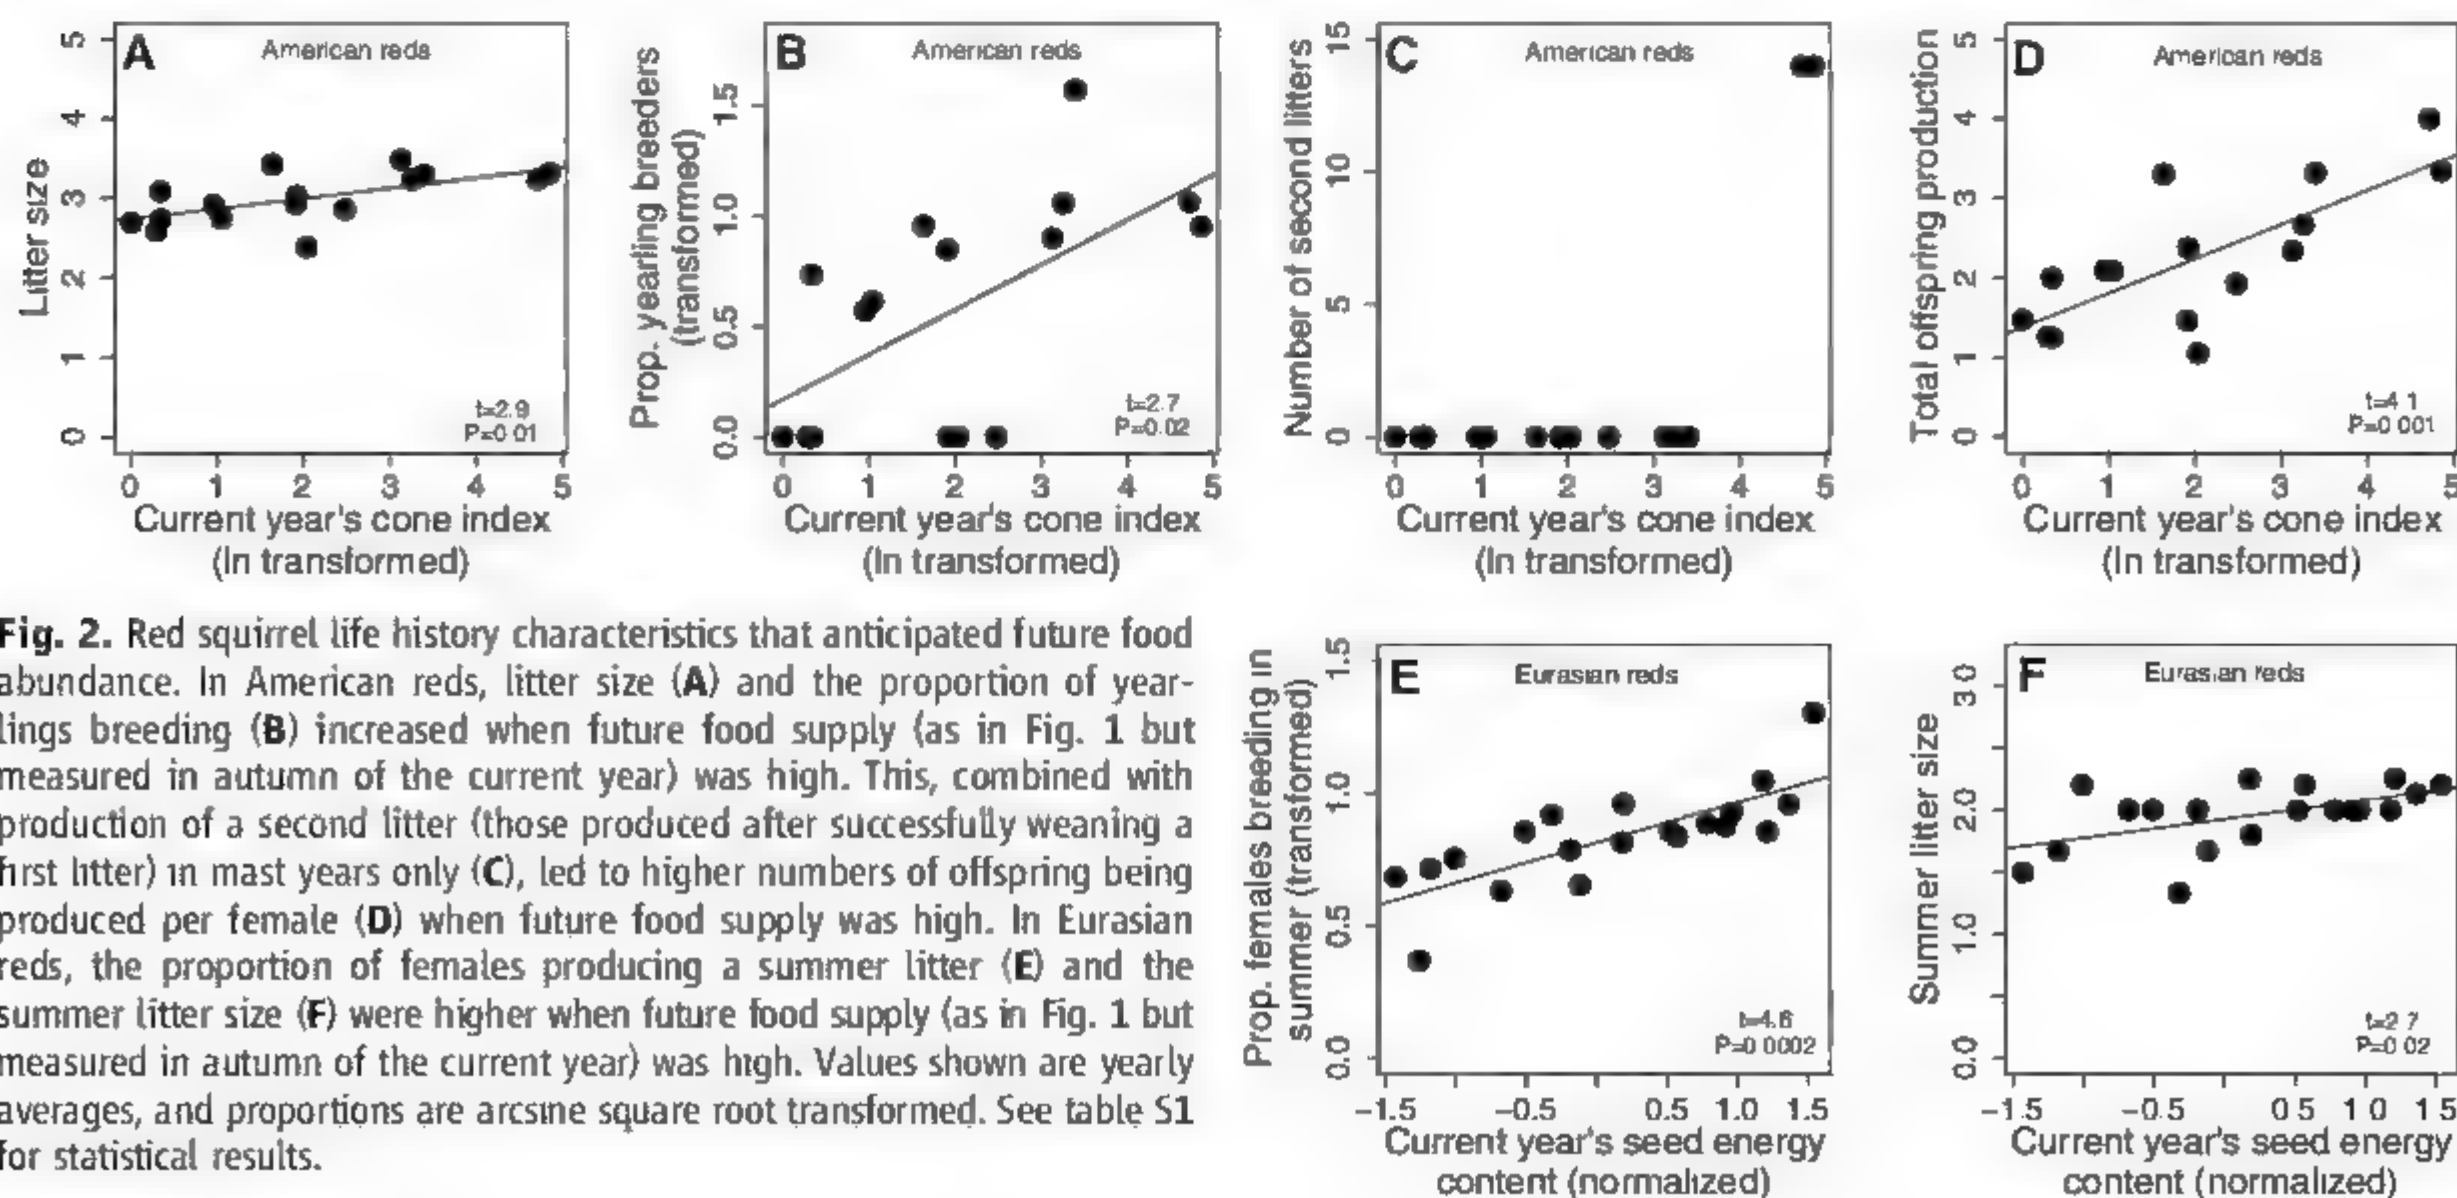 A
American reds
Litter size
5
4
3
2
1
0
t=2.9
P=0.01
0 1 2 3 4 5
Current year's cone index
(ln transformed)
B
American reds
Prop. yearling breeders
(transformed)
1.5
1.0
0.5
0.0
t=2.7
P=0.02
0 1 2 3 4 5
Current year's cone index
(ln transformed)
C
American reds
Number of second litters
15
10
5
0
0 1 2 3 4 5
Current year's cone index
(ln transformed)
D
American reds
Total offspring production
5
4
3
2
1
0
t=4.1
P=0.001
0 1 2 3 4 5
Current year's cone index
(ln transformed)
Fig. 2. Red squirrel life history characteristics that anticipated future food
abundance. In American reds, litter size (A) and the proportion of year-
lings breeding (B) increased when future food supply (as in Fig. 1 but
measured in autumn of the current year) was high. This, combined with
production of a second litter (those produced after successfully weaning a
first litter) in mast years only (C), led to higher numbers of offspring being
produced per female (D) when future food supply was high. In Eurasian
reds, the proportion of females producing a summer litter (E) and the
summer litter size (F) were higher when future food supply (as in Fig. 1 but
measured in autumn of the current year) was high. Values shown are yearly
averages, and proportions are arcsine square root transformed. See table S1
for statistical results.
E
Eurasian reds
Prop. females breeding in
summer (transformed)
1.5
1.0
0.5
0.0
t=4.6
P=0.0002
−1.5 −0.5 0.5 1.0 1.5
Current year's seed energy
content (normalized)
F
Eurasian reds
Summer litter size
3.0
2.0
1.0
0.0
t=2.7
P=0.02
−1.5 −0.5 0.5 1.0 1.5
Current year's seed energy
content (normalized)